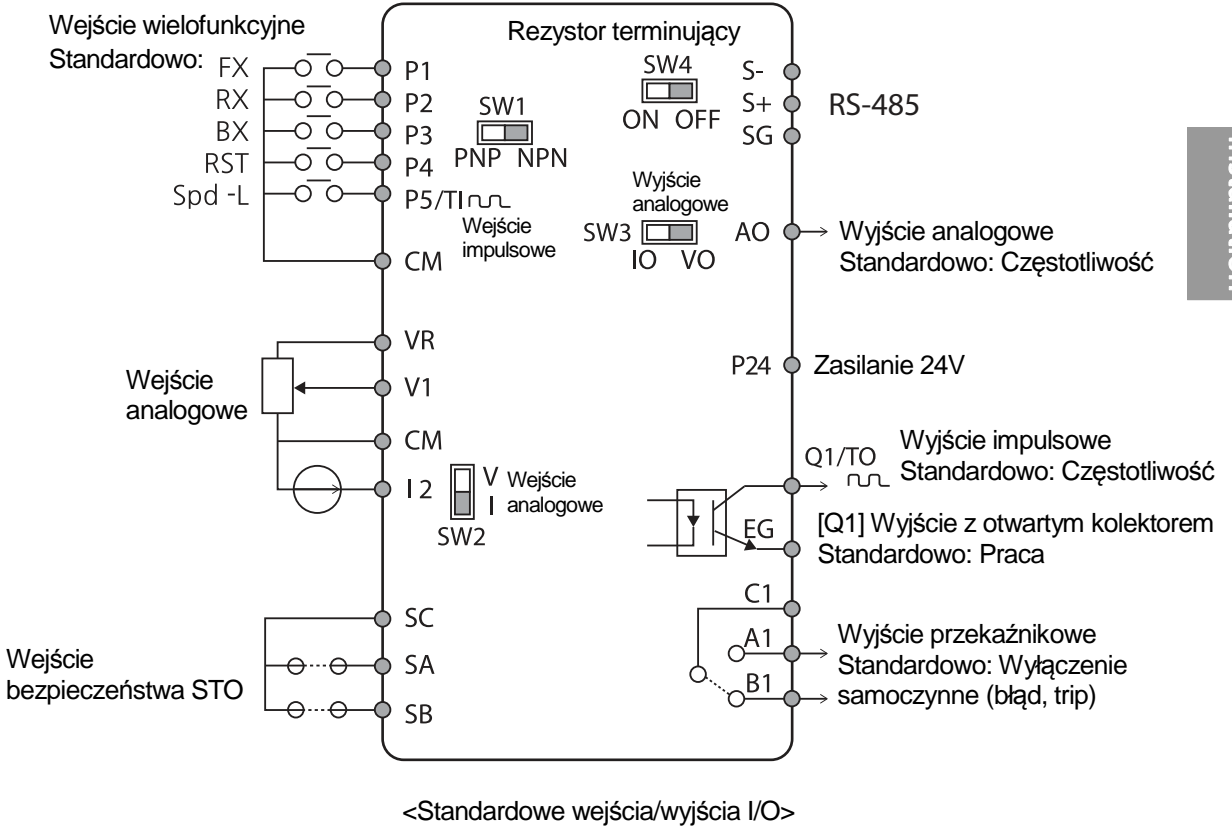 Wejście wielofunkcyjne
Standardowo:
FX
RX
BX
RST
Spd -L
P1
P2
P3
P4
P5/TI
Wejście
impulsowe
CM
SW1
PNP NPN
Rezystor terminujący
SW4
ON OFF
S-
S+
SG
RS-485
Wyjście
analogowe
SW3
IO VO
AO
Wyjście analogowe
Standardowo: Częstotliwość
Wejście
analogowe
VR
V1
CM
I 2
V
I
Wejście
analogowe
SW2
P24
Zasilanie 24V
Q1/TO
Wyjście impulsowe
Standardowo: Częstotliwość
EG
[Q1] Wyjście z otwartym kolektorem
Standardowo: Praca
Wejście
bezpieczeństwa STO
SC
SA
SB
C1
A1
B1
Wyjście przekaźnikowe
Standardowo: Wyłączenie
samoczynne (błąd, trip)
<Standardowe wejścia/wyjścia I/O>